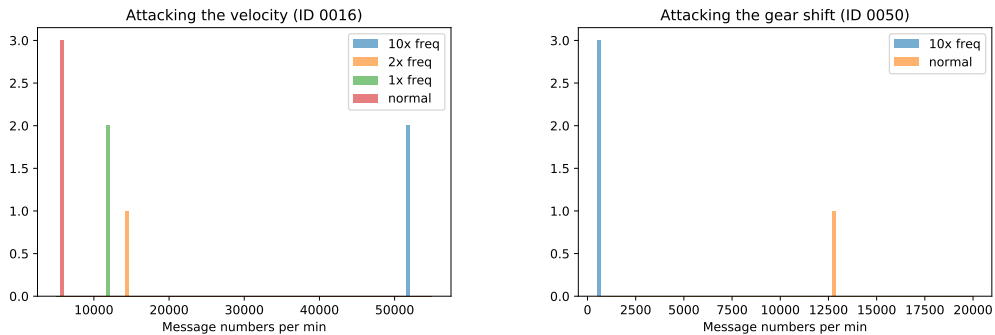 Attacking the velocity (ID 0016)
3.0
2.5
2.0
1.5
1.0
0.5
0.0
10x freq
2x freq
1x freq
normal
10000 20000 30000 40000 50000
Message numbers per min
Attacking the gear shift (ID 0050)
3.0
2.5
2.0
1.5
1.0
0.5
0.0
10x freq
normal
0 2500 5000 7500 10000 12500 15000 17500 20000
Message numbers per min